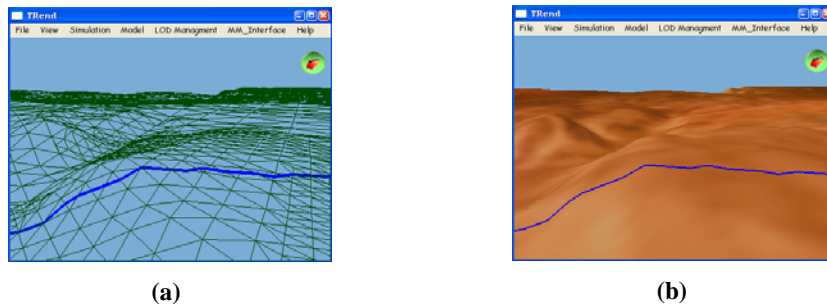 TRend
File View Simulation Model LOD Managment MM_Interface Help
TRend
File View Simulation Model LOD Managment MM_Interface Help
(a)
(b)